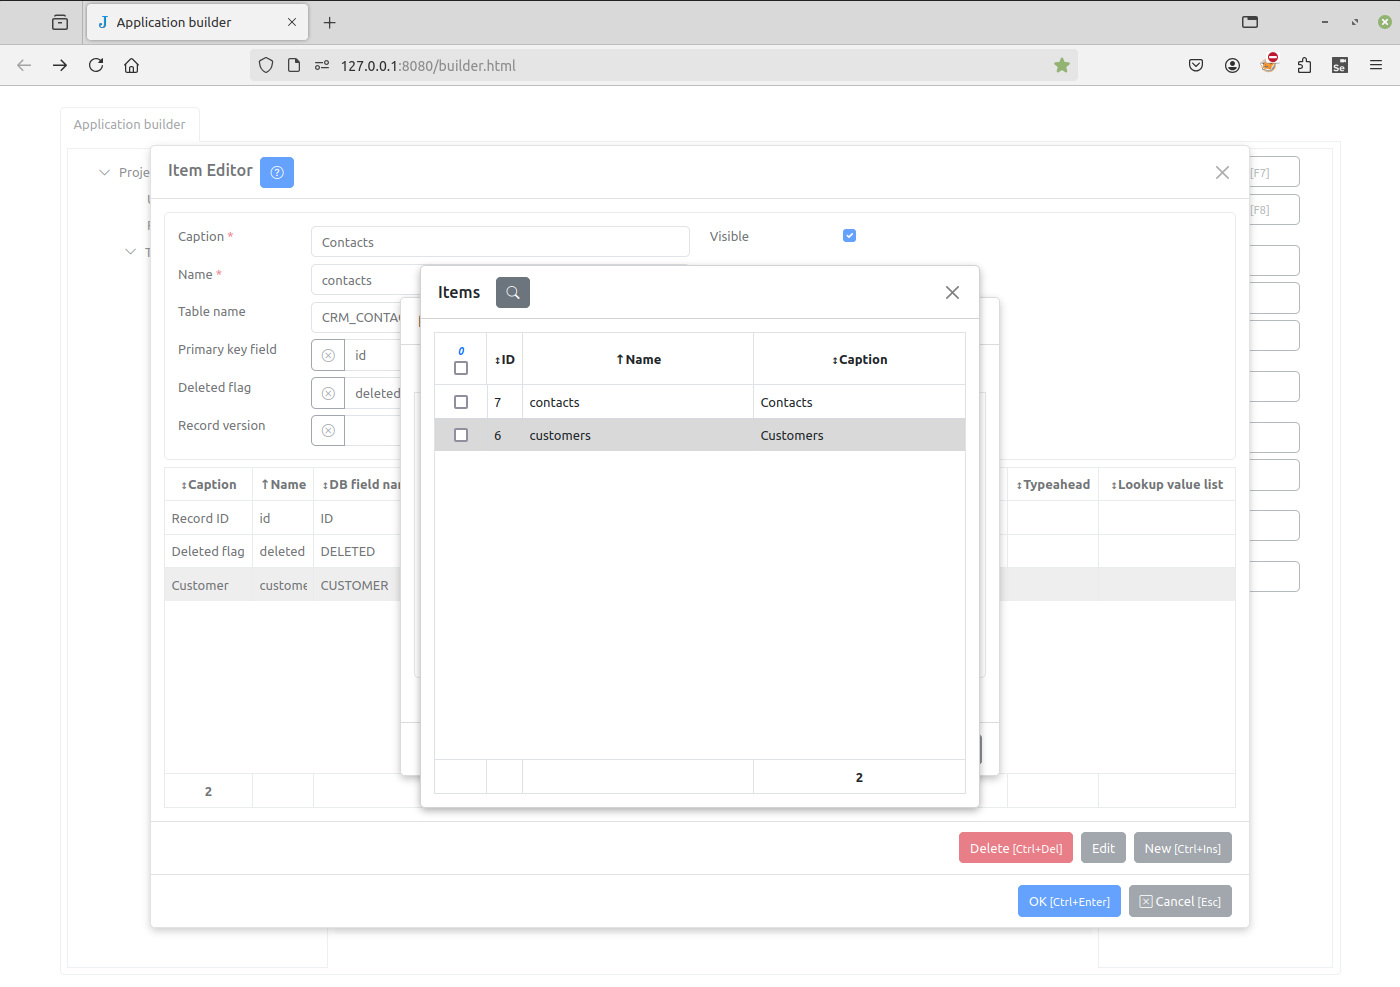 Application builder
127.0.0.1:8080/builder.html
Application builder
Item Editor
[F7]
[F8]
Caption *
Contacts
Visible
Name *
contacts
Table name
CRM_CONTA
Primary key field
id
Deleted flag
deleted
Record version
Items
0
↕ID
↑Name
↕Caption
7
contacts
Contacts
6
customers
Customers
2
↕Caption
↑Name
↕DB field nar
↕Typeahead
↕Lookup value list
Record ID
id
ID
Deleted flag
deleted
DELETED
Customer
custome
CUSTOMER
2
Delete [Ctrl+Del]
Edit
New [Ctrl+Ins]
OK [Ctrl+Enter]
Cancel [Esc]